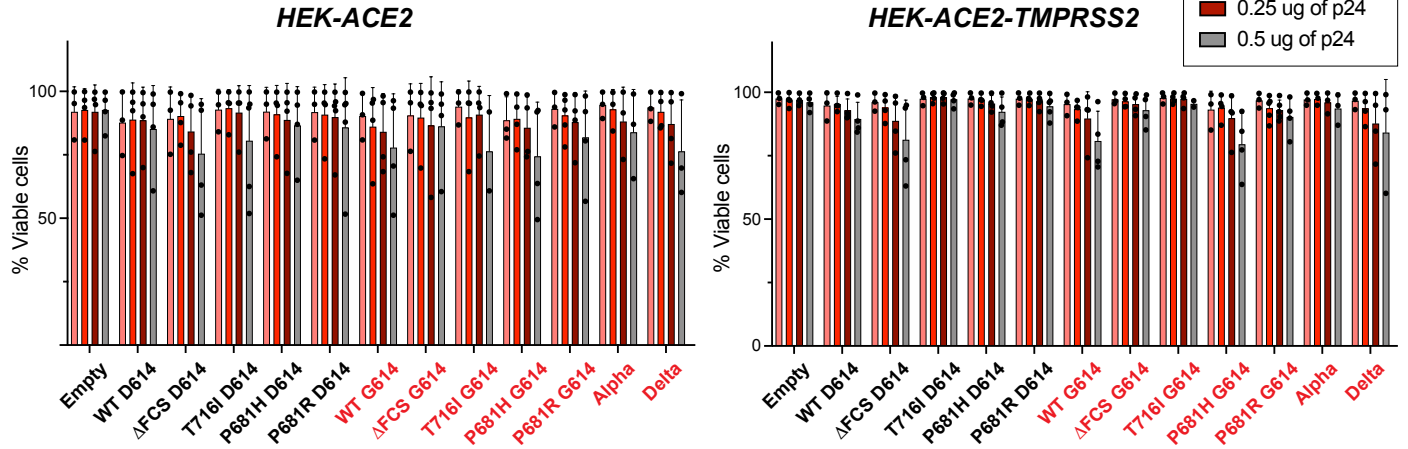 HEK-ACE2
HEK-ACE2-TMPRSS2
0.25 ug of p24
0.5 ug of p24
% Viable cells
100
50
Empty
WT D614
ΔFCS D614
T716I D614
P681H D614
P681R D614
WT G614
ΔFCS G614
T716I G614
P681H G614
P681R G614
Alpha
Delta
% Viable cells
100
50
0
Empty
WT D614
ΔFCS D614
T716I D614
P681H D614
P681R D614
WT G614
ΔFCS G614
T716I G614
P681H G614
P681R G614
Alpha
Delta